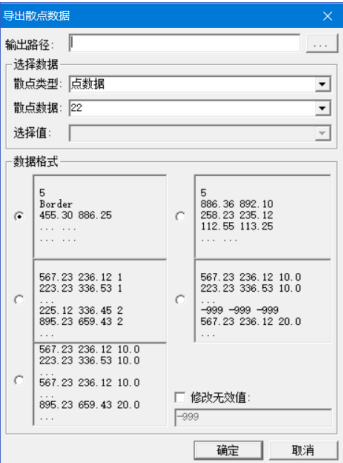 导出散点数据
输出路径:
...
选择数据
散点类型: 点数据
散点数据: 22
选择值:
数据格式
5
Border
455.30 886.25
... ...
... ...
5
886.36 892.10
258.23 235.12
112.55 113.25
... ...
567.23 236.12 1
223.23 336.53 1
...
225.12 336.45 2
895.23 659.43 2
...
567.23 236.12 10.0
223.23 336.53 10.0
...
-999 -999 -999
567.23 236.12 20.0
...
567.23 236.12 10.0
223.23 336.53 10.0
...
567.23 236.12 10.0
...
895.23 659.43 20.0
...
修改无效值:
-999
确定
取消